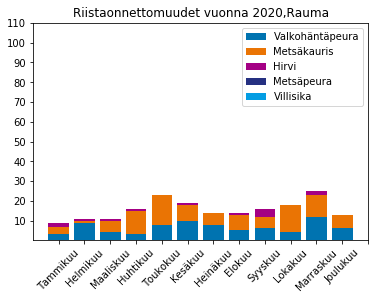 Riistaonnettomuudet vuonna 2020,Rauma
110
100
90
80
70
60
50
40
30
20
10
Valkohäntäpeura
Metsäkauris
Hirvi
Metsäpeura
Villisika
Tammikuu
Helmikuu
Maaliskuu
Huhtikuu
Toukokuu
Kesäkuu
Heinäkuu
Elokuu
Syyskuu
Lokakuu
Marraskuu
Joulukuu